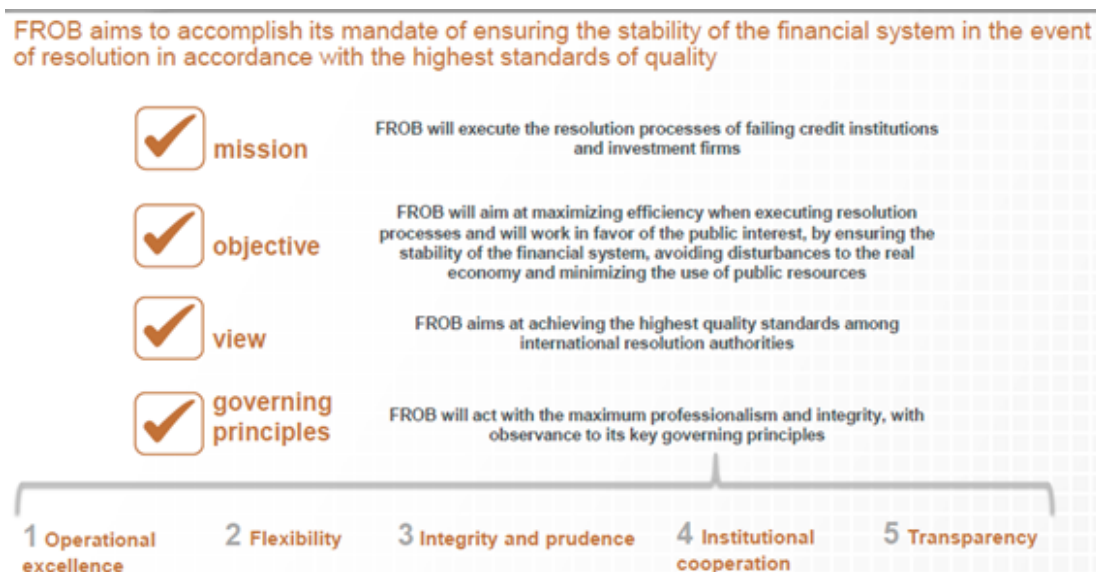 FROB aims to accomplish its mandate of ensuring the stability of the financial system in the event
of resolution in accordance with the highest standards of quality
mission
FROB will execute the resolution processes of failing credit institutions
and investment firms
objective
FROB will aim at maximizing efficiency when executing resolution
processes and will work in favor of the public interest, by ensuring the
stability of the financial system, avoiding disturbances to the real
economy and minimizing the use of public resources
view
FROB aims at achieving the highest quality standards among
international resolution authorities
governing
principles
FROB will act with the maximum professionalism and integrity, with
observance to its key governing principles
1 Operational
excellence
2 Flexibility
3 Integrity and prudence
4 Institutional
cooperation
5 Transparency